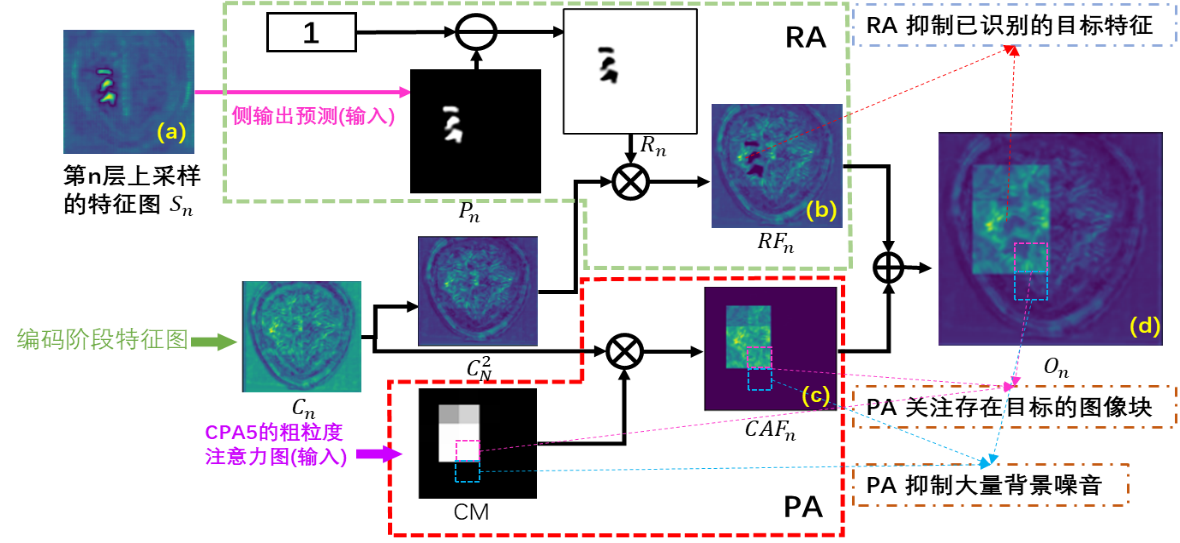 1
RA
RA 抑制已识别的目标特征
(a)
侧输出预测(输入)
第n层上采样
的特征图 Sₙ
Pₙ
Rₙ
(b)
RFₙ
编码阶段特征图
Cₙ
C_N^2
(c)
CAFₙ
(d)
Oₙ
PA 关注存在目标的图像块
CPA5的粗粒度
注意力图(输入)
CM
PA
PA 抑制大量背景噪音